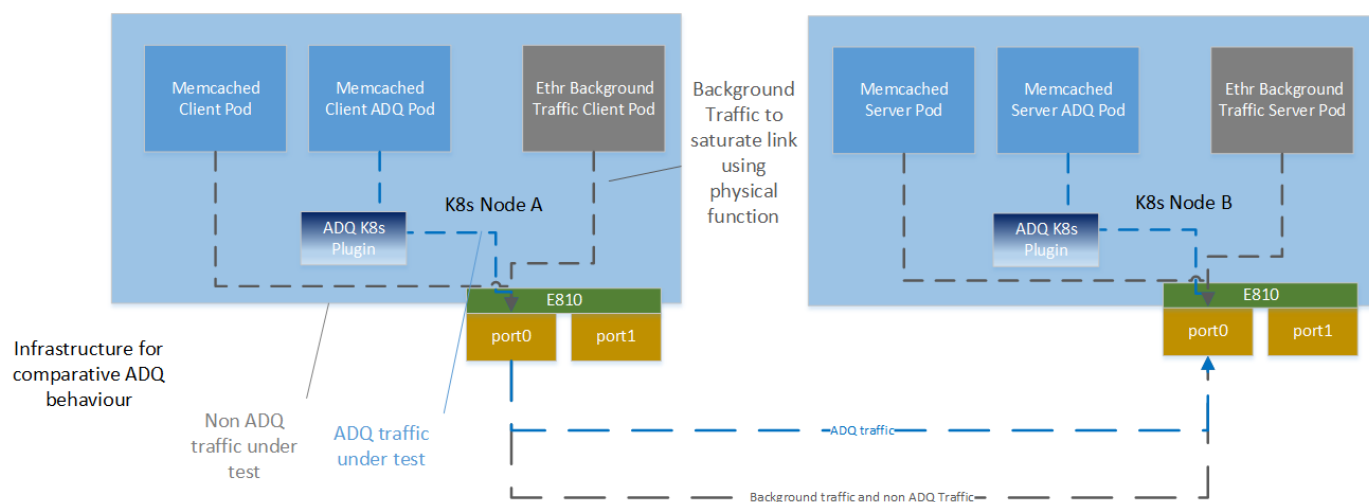 Memcached
Client Pod
Memcached
Client ADQ Pod
Ethr Background
Traffic Client Pod
Background
Traffic to
saturate link
using
physical
function
Memcached
Server Pod
Memcached
Server ADQ Pod
Ethr Background
Traffic Server Pod
K8s Node A
ADQ K8s
Plugin
K8s Node B
ADQ K8s
Plugin
E810
port0
port1
E810
port0
port1
Infrastructure for
comparative ADQ
behaviour
Non ADQ
traffic under
test
ADQ traffic
under test
ADQ traffic
Background traffic and non ADQ Traffic